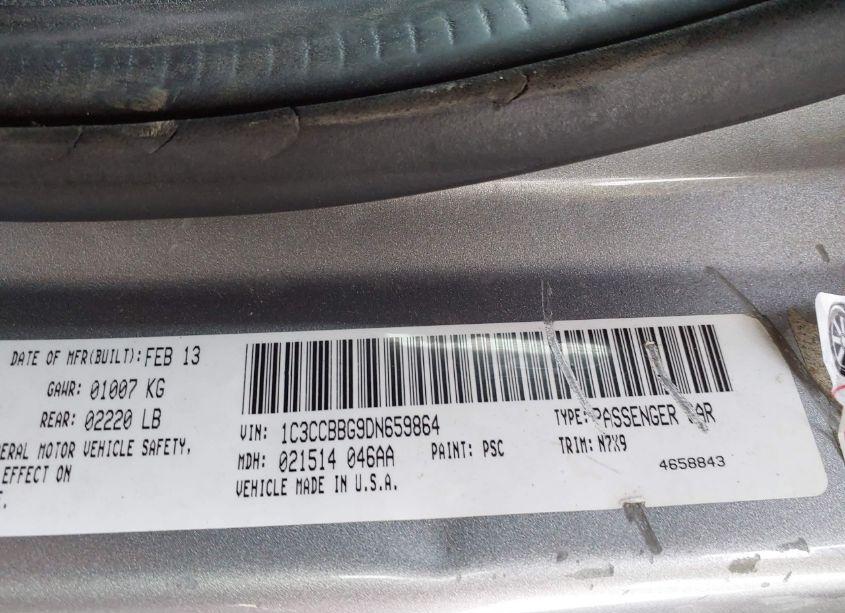 DATE OF MFR(BUILT): FEB 13
GAWR: 01007 KG
REAR: 02220 LB
ERAL MOTOR VEHICLE SAFETY,
EFFECT ON
E.
VIN: 1C3CCBBG9DN659864
TYPE: PASSENGER CAR
MDH: 021514 046AA
PAINT: PSC
TRIM: N7X9
VEHICLE MADE IN U.S.A.
4658843